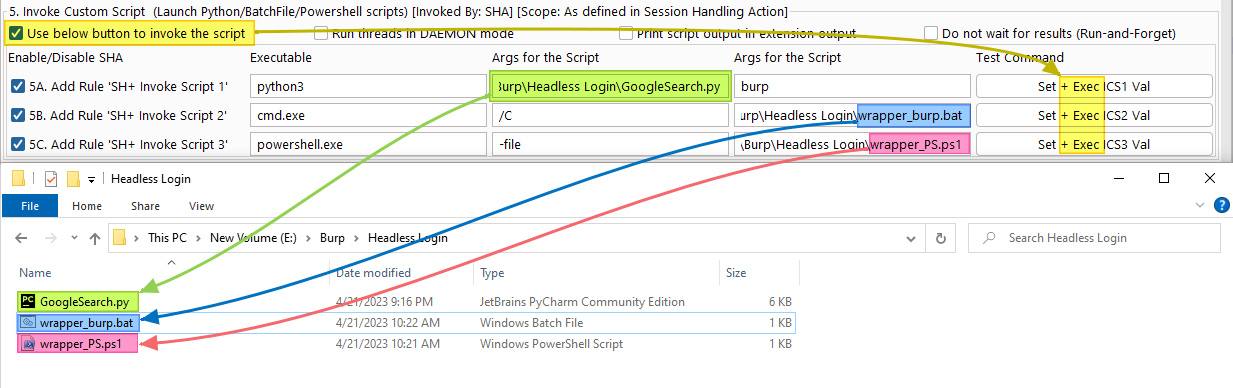 5. Invoke Custom Script (Launch Python/BatchFile/Powershell scripts) [Invoked By: SHA] [Scope: As defined in Session Handling Action]
Use below button to invoke the script Run threads in DAEMON mode Print script output in extension output Do not wait for results (Run-and-Forget)
Enable/Disable SHA Executable Args for the Script Args for the Script Test Command
5A. Add Rule 'SH+ Invoke Script 1' python3 Burp\Headless Login\GoogleSearch.py burp Set + Exec ICS1 Val
5B. Add Rule 'SH+ Invoke Script 2' cmd.exe /C urp\Headless Login\wrapper_burp.bat Set + Exec ICS2 Val
5C. Add Rule 'SH+ Invoke Script 3' powershell.exe -file \Burp\Headless Login\wrapper_PS.ps1 Set + Exec ICS3 Val
Headless Login
File Home Share View
This PC New Volume (E:) Burp Headless Login Search Headless Login
Name Date modified Type Size
GoogleSearch.py 4/21/2023 9:16 PM JetBrains PyCharm Community Edition 6 KB
wrapper_burp.bat 4/21/2023 10:22 AM Windows Batch File 1 KB
wrapper_PS.ps1 4/21/2023 10:21 AM Windows PowerShell Script 1 KB